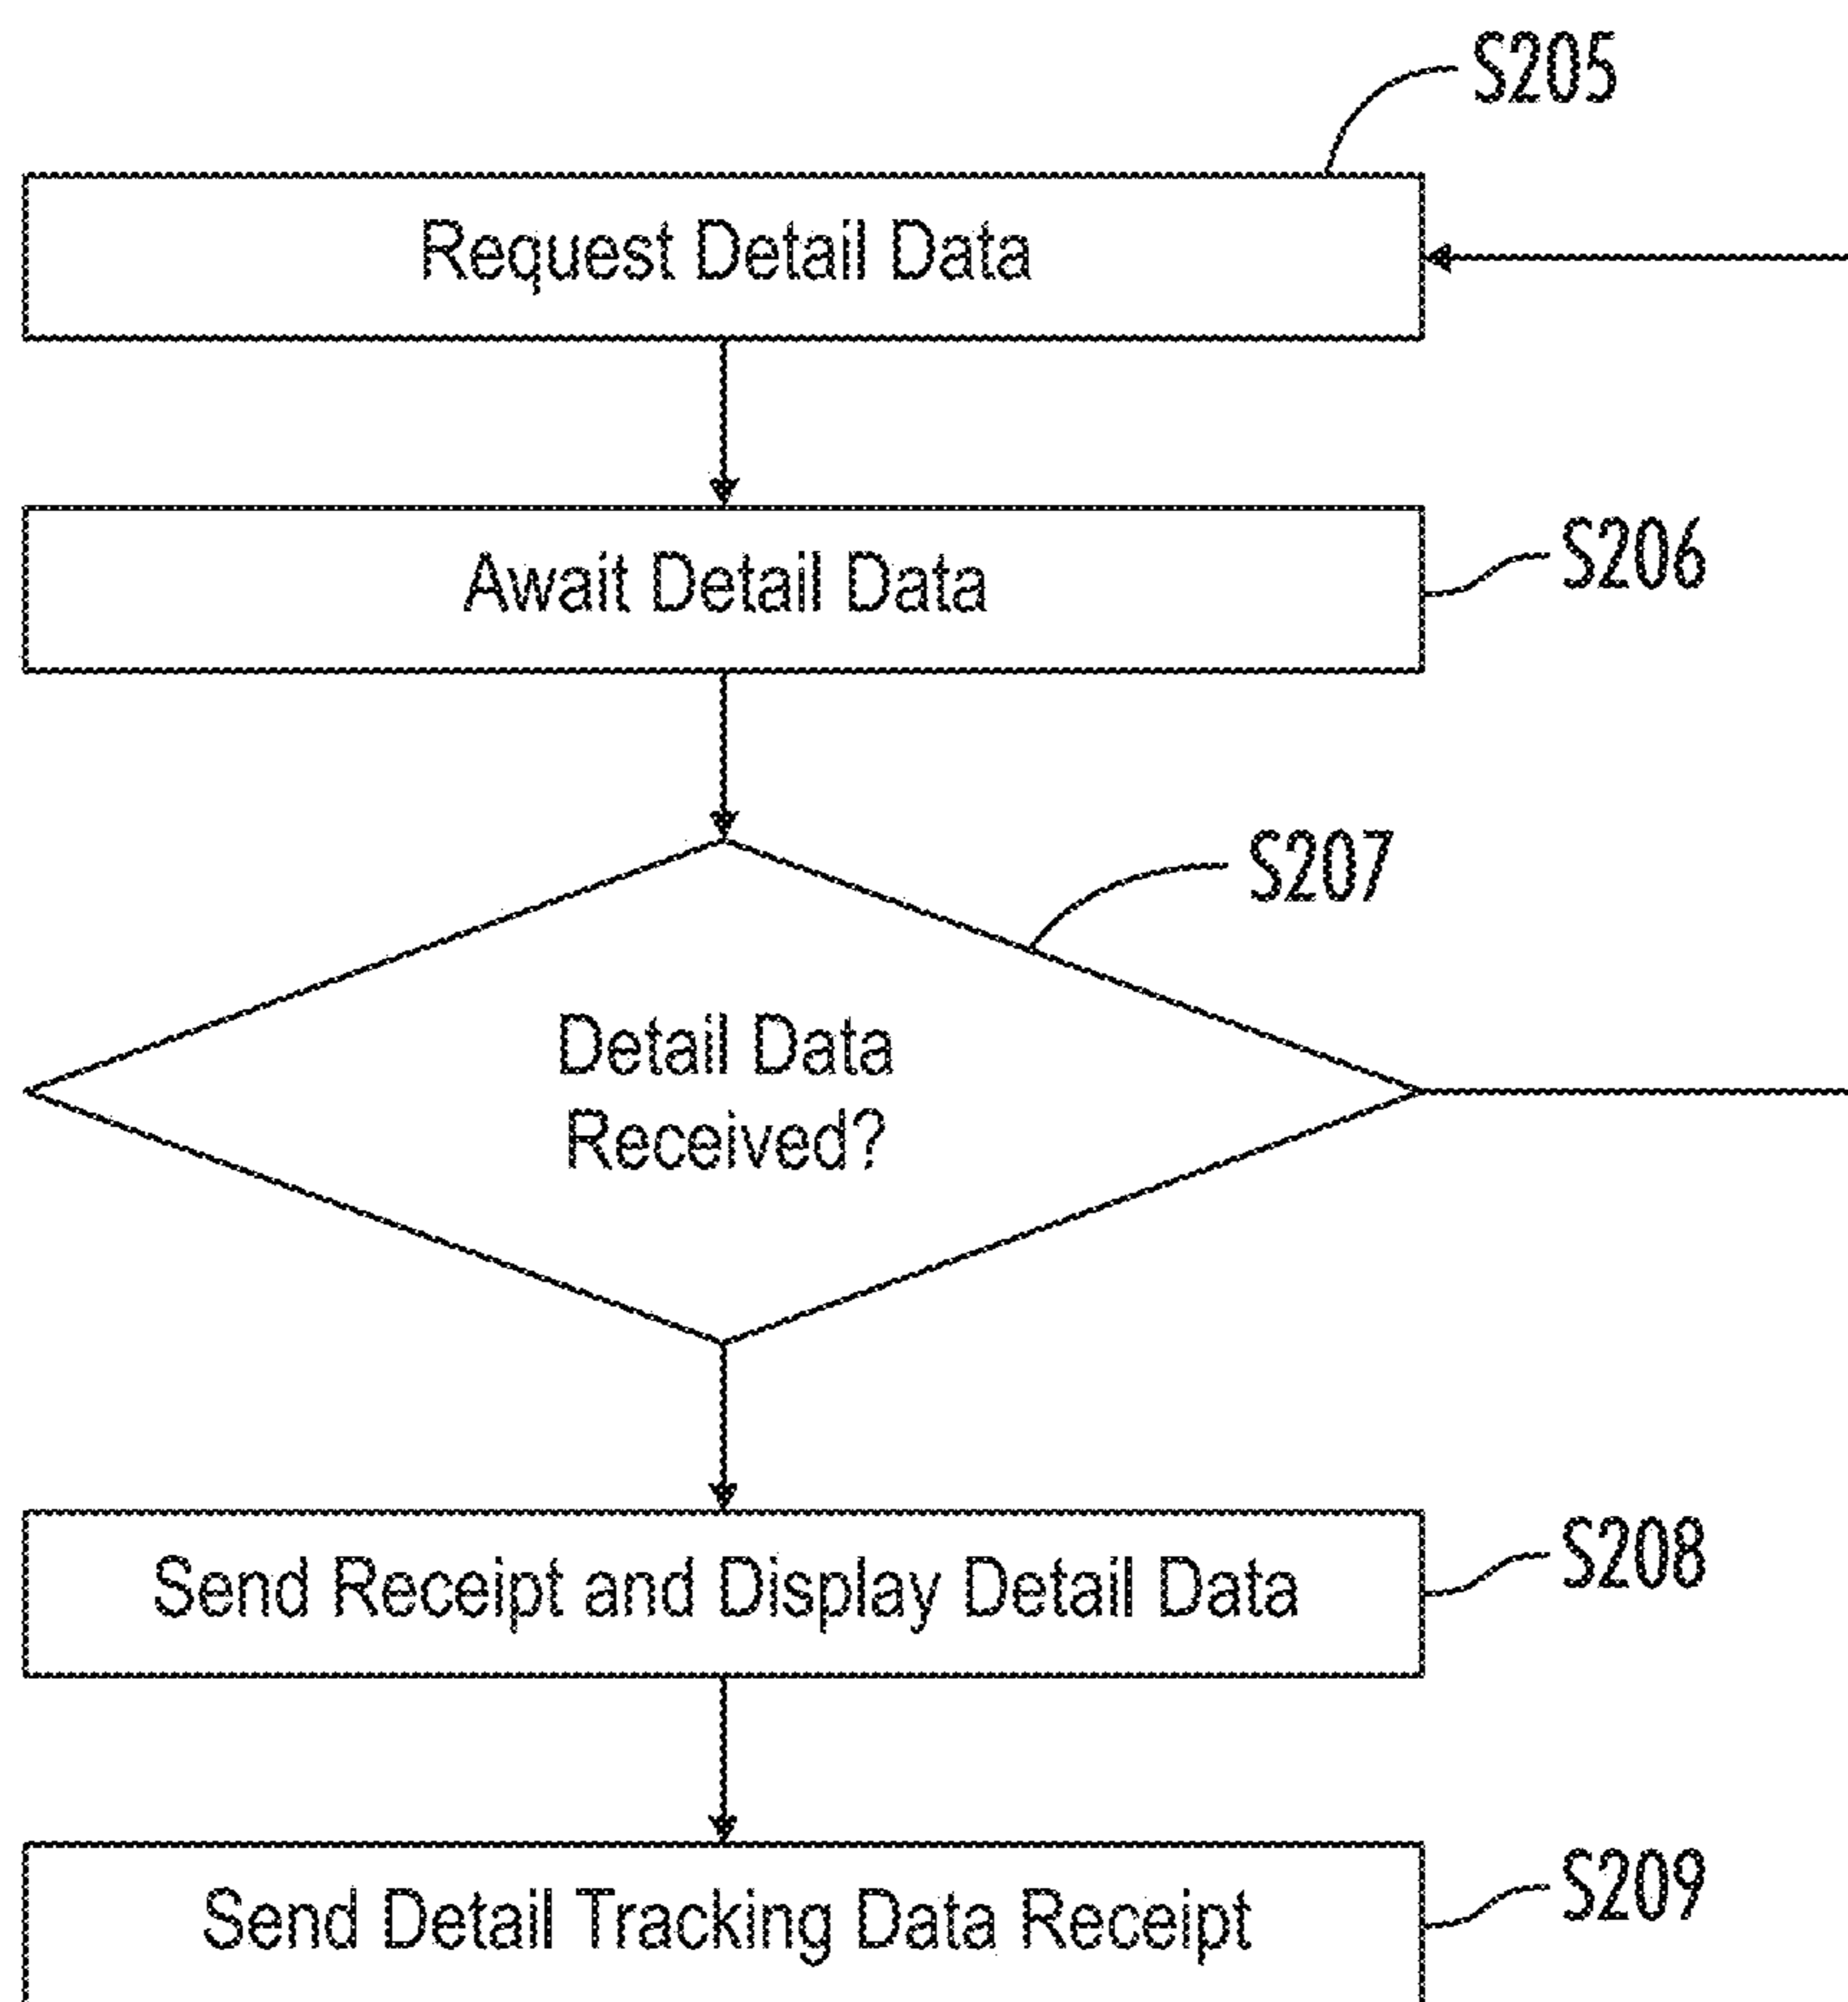 S205
Request Detail Data
Await Detail Data
S206
S207
Detail Data
Received?
Send Receipt and Display Detail Data
S208
Send Detail Tracking Data Receipt
S209